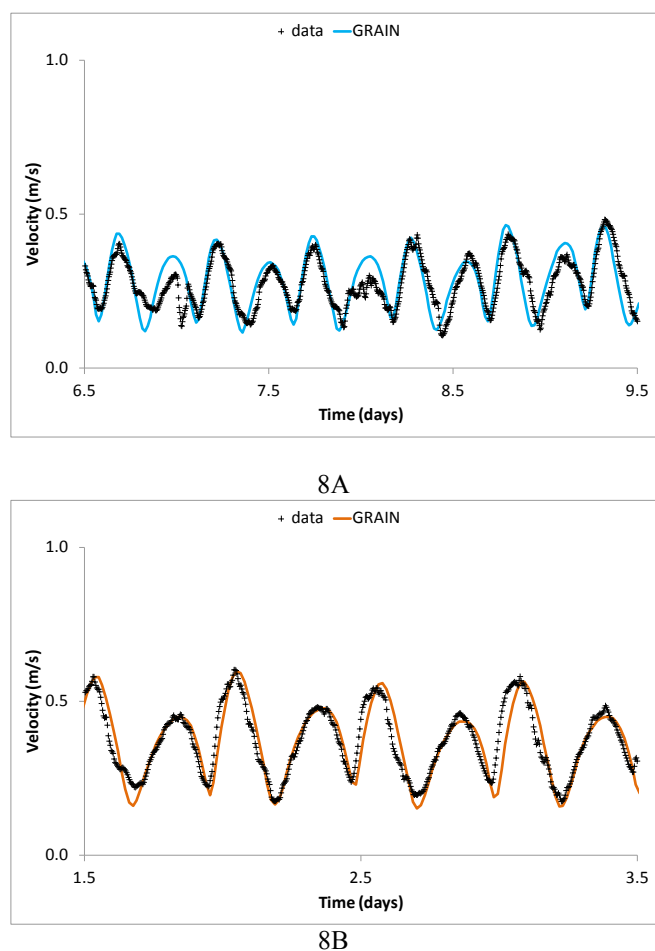 data GRAIN
1.0
0.5
0.0
Velocity (m/s)
6.5 7.5 8.5 9.5
Time (days)
8A
data GRAIN
1.0
0.5
0.0
Velocity (m/s)
1.5 2.5 3.5
Time (days)
8B